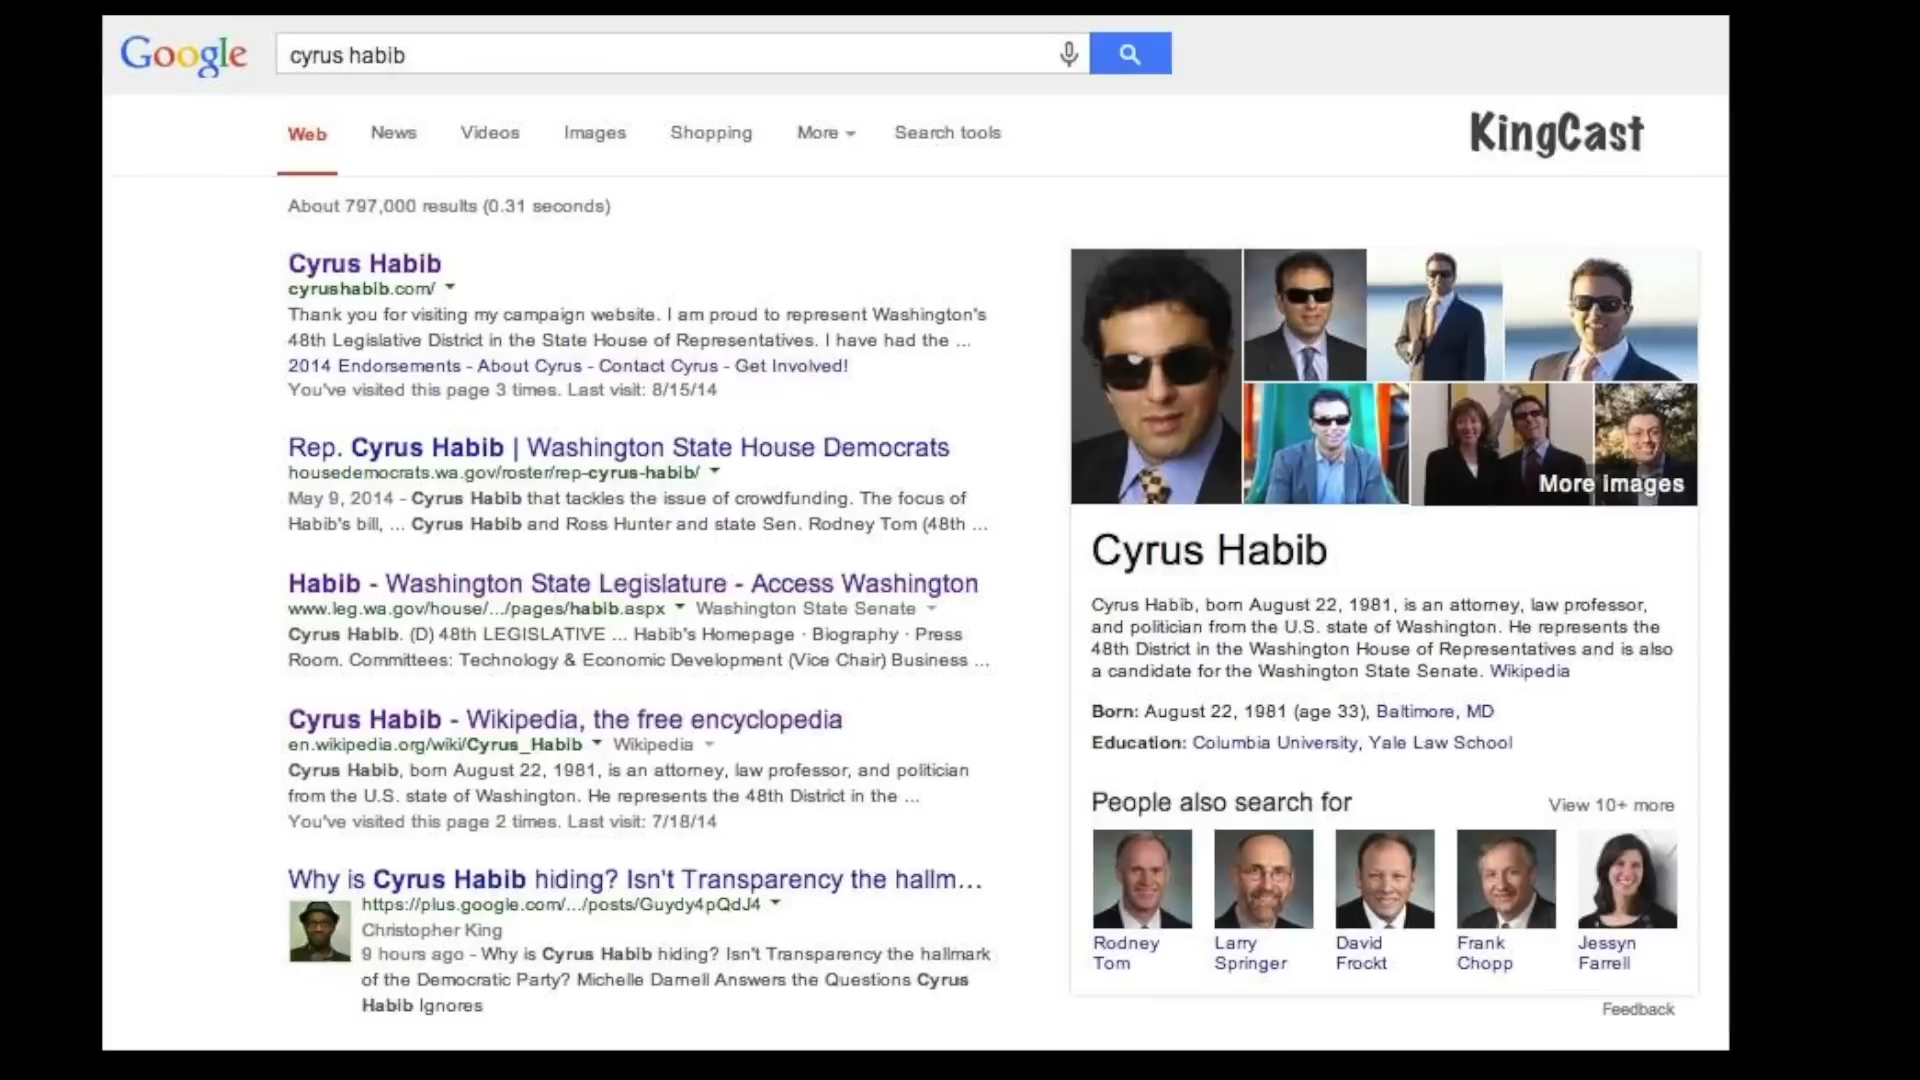 Google
cyrus habib
Web News Videos Images Shopping More Search tools
KingCast
About 797,000 results (0.31 seconds)
Cyrus Habib
cyrushabib.com/
Thank you for visiting my campaign website. I am proud to represent Washington's
48th Legislative District in the State House of Representatives. I have had the ...
2014 Endorsements - About Cyrus - Contact Cyrus - Get Involved!
You've visited this page 3 times. Last visit: 8/15/14
Rep. Cyrus Habib | Washington State House Democrats
housedemocrats.wa.gov/roster/rep-cyrus-habib/
May 9, 2014 - Cyrus Habib that tackles the issue of crowdfunding. The focus of
Habib's bill, ... Cyrus Habib and Ross Hunter and state Sen. Rodney Tom (48th ...
Habib - Washington State Legislature - Access Washington
www.leg.wa.gov/house/.../pages/habib.aspx Washington State Senate
Cyrus Habib. (D) 48th LEGISLATIVE ... Habib's Homepage · Biography · Press
Room. Committees: Technology & Economic Development (Vice Chair) Business ...
Cyrus Habib - Wikipedia, the free encyclopedia
en.wikipedia.org/wiki/Cyrus_Habib Wikipedia
Cyrus Habib, born August 22, 1981, is an attorney, law professor, and politician
from the U.S. state of Washington. He represents the 48th District in the ...
You've visited this page 2 times. Last visit: 7/18/14
Why is Cyrus Habib hiding? Isn't Transparency the hallm...
https://plus.google.com/.../posts/Guydy4pQdJ4
Christopher King
9 hours ago - Why is Cyrus Habib hiding? Isn't Transparency the hallmark
of the Democratic Party? Michelle Darnell Answers the Questions Cyrus
Habib Ignores
More images
Cyrus Habib
Cyrus Habib, born August 22, 1981, is an attorney, law professor,
and politician from the U.S. state of Washington. He represents the
48th District in the Washington House of Representatives and is also
a candidate for the Washington State Senate. Wikipedia
Born: August 22, 1981 (age 33), Baltimore, MD
Education: Columbia University, Yale Law School
People also search for
View 10+ more
Rodney Tom
Larry Springer
David Frockt
Frank Chopp
Jessyn Farrell
Feedback